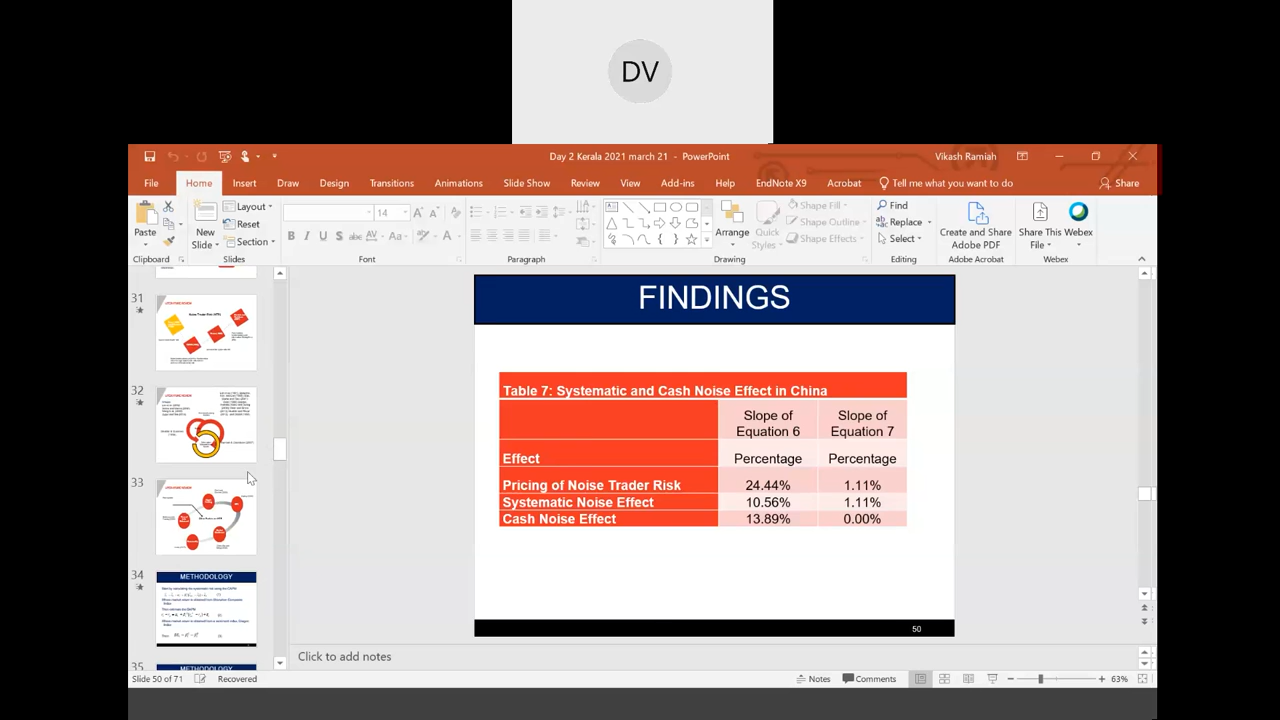 DV
Day 2 Kerala 2021 march 21 - PowerPoint
Vikash Ramiah
File Home Insert Draw Design Transitions Animations Slide Show Review View Add-ins Help EndNote X9 Acrobat Tell me what you want to do Share
Paste
New
Slide
Layout
Reset
Section
14
B I U S abc AV Aa A
Arrange
Quick
Styles
Shape Fill
Shape Outline
Shape Effects
Find
Replace
Select
Create and Share
Adobe PDF
Share This
File
Webex
Clipboard Slides Font Paragraph Drawing Editing Adobe Acrobat Webex
31
32
33
34
METHODOLOGY
35
METHODOLOGY
FINDINGS
Table 7: Systematic and Cash Noise Effect in China
Slope of Equation 6 Slope of Equation 7
Effect Percentage Percentage
Pricing of Noise Trader Risk 24.44% 1.11%
Systematic Noise Effect 10.56% 1.11%
Cash Noise Effect 13.89% 0.00%
50
Click to add notes
Slide 50 of 71 Recovered Notes Comments 63%